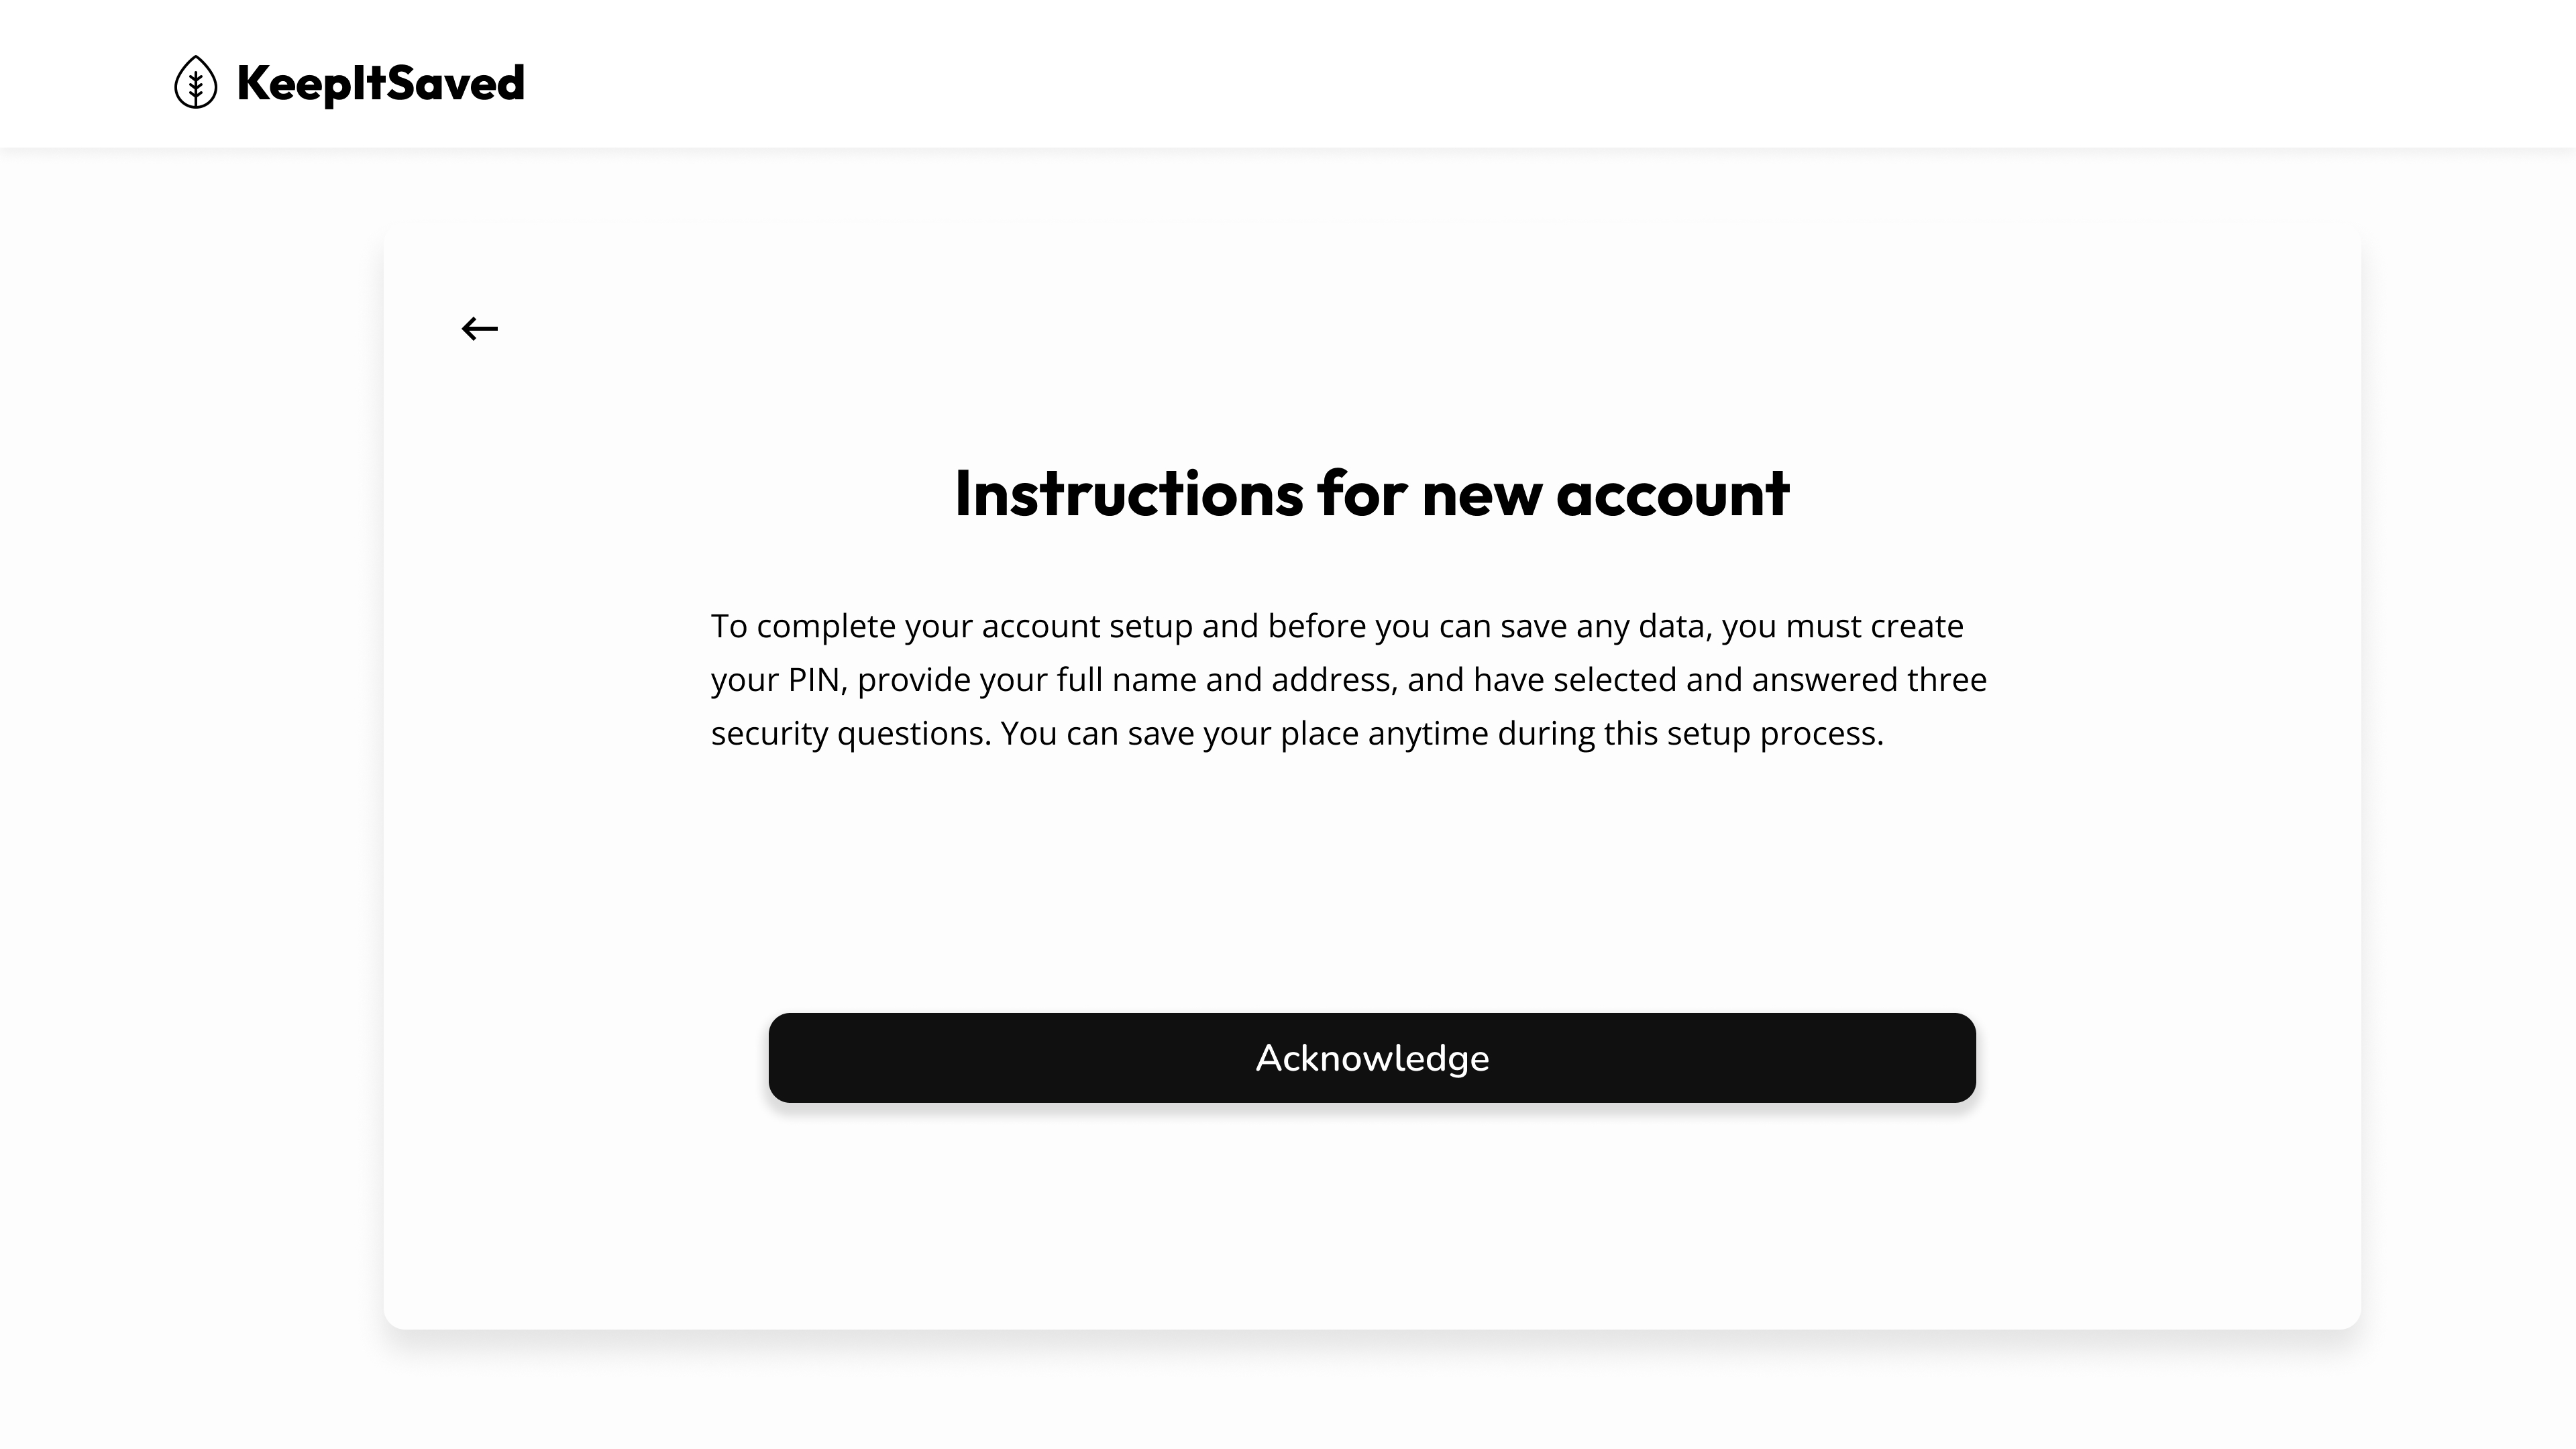 KeepItSaved
Instructions for new account
To complete your account setup and before you can save any data, you must create
your PIN, provide your full name and address, and have selected and answered three
security questions. You can save your place anytime during this setup process.
Acknowledge